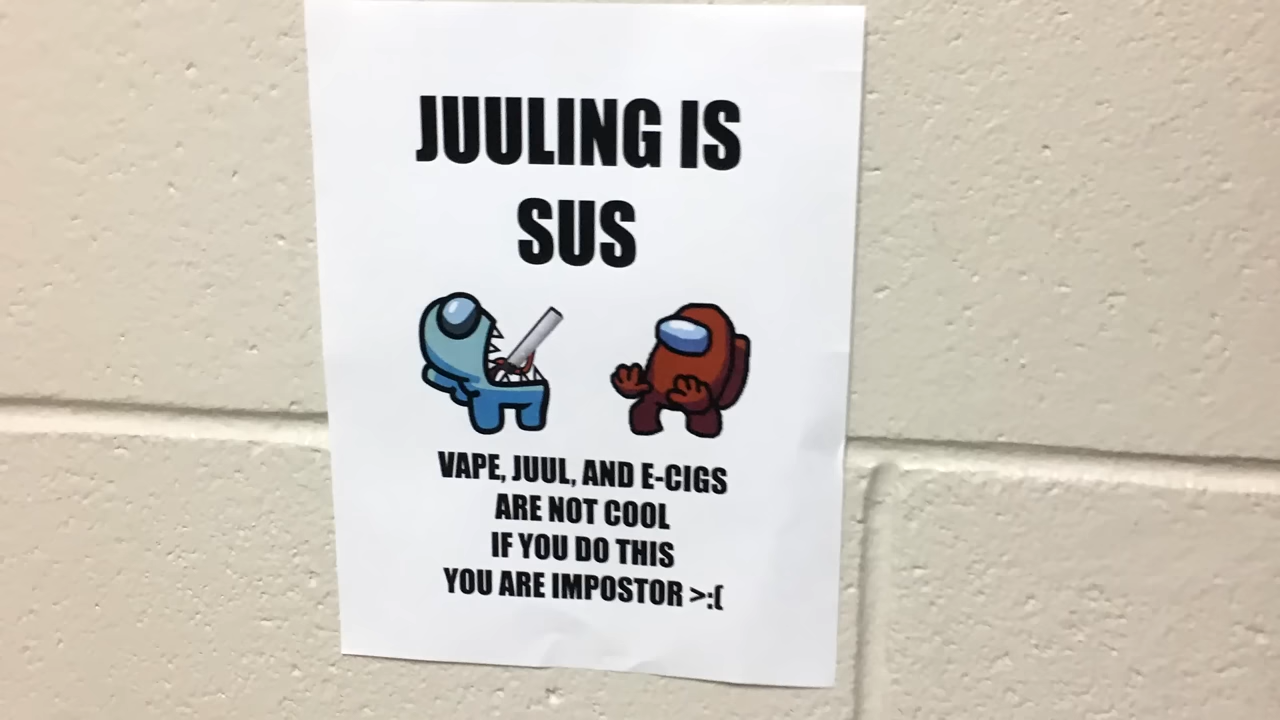 JUULING IS
SUS
VAPE, JUUL, AND E-CIGS
ARE NOT COOL
IF YOU DO THIS
YOU ARE IMPOSTOR >:(